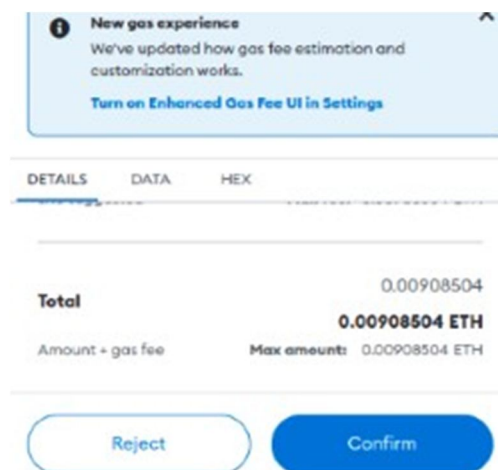 New gas experience
We've updated how gas fee estimation and
customization works.
Turn on Enhanced Gas Fee UI in Settings
DETAILS DATA HEX
0.00908504
Total
0.00908504 ETH
Amount + gas fee Max amount: 0.00908504 ETH
Reject Confirm